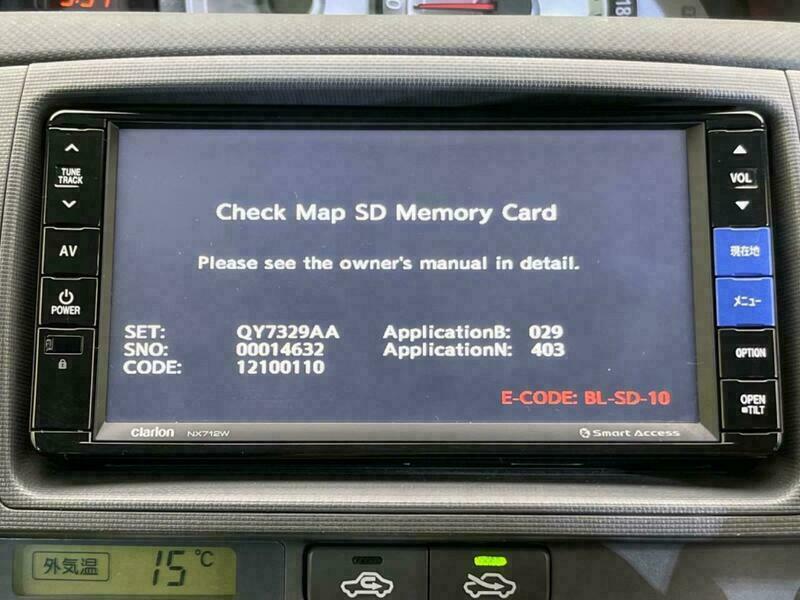 TUNE
TRACK
AV
POWER
Check Map SD Memory Card
Please see the owner's manual in detail.
SET: QY7329AA ApplicationB: 029
SNO: 00014632 ApplicationN: 403
CODE: 12100110
E-CODE: BL-SD-10
clarion NX712W
Smart Access
VOL
現在地
メニュー
OPTION
OPEN
TILT
外気温 15°C